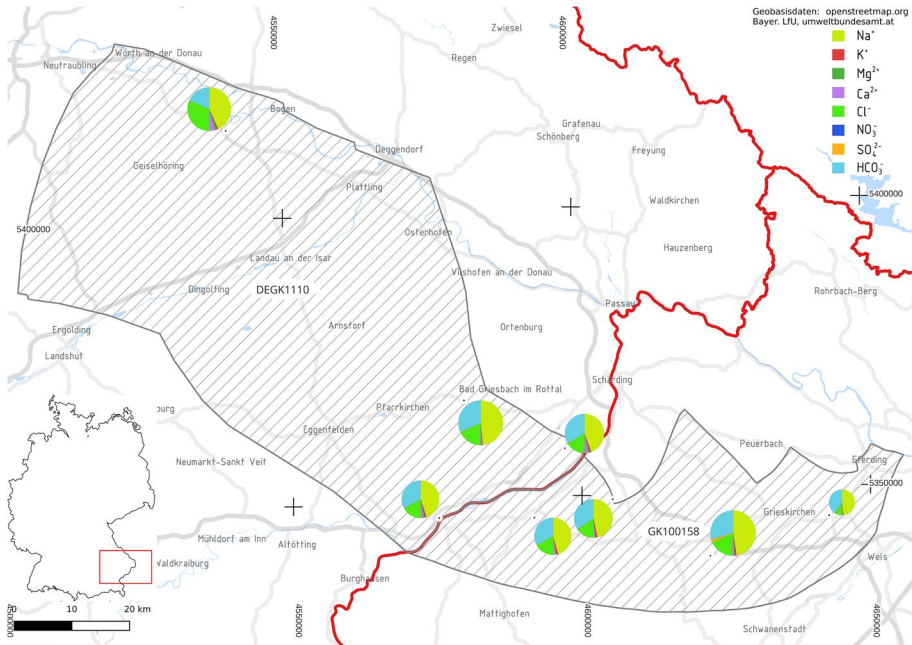 Geobasisdaten: openstreetmap.org
Bayer. LfU, umweltbundesamt.at
Na⁺
K⁺
Mg²⁺
Ca²⁺
Cl⁻
NO₃⁻
SO₄²⁻
HCO₃⁻
4550000
4600000
Zwiesel
Wörth an der Donau
Neutraubling
Regen
Bogen
Grafenau
Schönberg
Deggendorf
Freyung
Geiselhöring
Plattling
5400000
Waldkirchen
5400000
Osterhofen
Hauzenberg
Landau an der Isar
Vilshofen an der Donau
Dingolfing
DEGK1110
Rohrbach-Berg
Passau
Ergolding
Arnstorf
Ortenburg
Landshut
Schärding
Bad Griesbach im Rottal
burg
Pfarrkirchen
Eggenfelden
Peuerbach
Neumarkt-Sankt Veit
Eferding
5350000
Grieskirchen
GK100158
Mühldorf am Inn
Altötting
Wels
Waldkraiburg
Burghausen
0 10 20 km
Mattighofen
Schwanenstadt
4550000
4600000
4650000